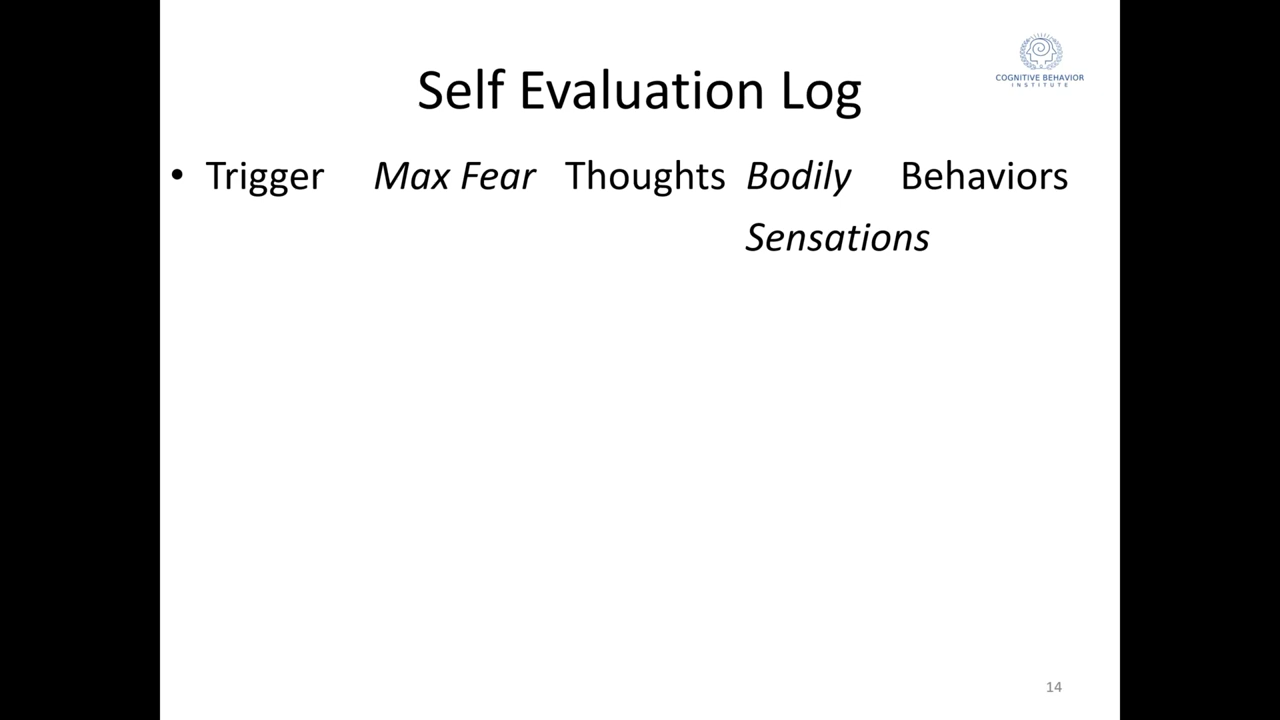 COGNITIVE BEHAVIOR
INSTITUTE
Self Evaluation Log
• Trigger Max Fear Thoughts Bodily Behaviors
Sensations
14